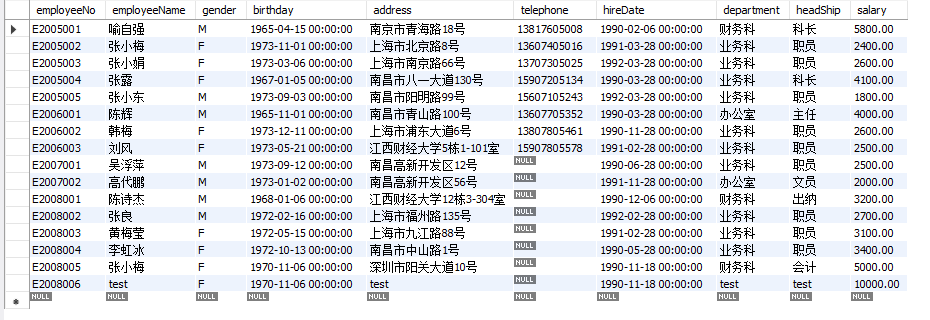 employeeNo employeeName gender birthday address telephone hireDate department headShip salary
E2005001 喻自强 M 1965-04-15 00:00:00 南京市青海路18号 13817605008 1990-02-06 00:00:00 财务科 科长 5800.00
E2005002 张小梅 F 1973-11-01 00:00:00 上海市北京路8号 13607405016 1991-03-28 00:00:00 业务科 职员 2400.00
E2005003 张小娟 F 1973-03-06 00:00:00 上海市南京路66号 13707305025 1992-03-28 00:00:00 业务科 职员 2600.00
E2005004 张露 F 1967-01-05 00:00:00 南昌市八一大道130号 15907205134 1990-03-28 00:00:00 业务科 科长 4100.00
E2005005 张小东 M 1973-09-03 00:00:00 南昌市阳明路99号 15607105243 1992-03-28 00:00:00 业务科 职员 1800.00
E2006001 陈辉 M 1965-11-01 00:00:00 南昌市青山路100号 13607705352 1990-03-28 00:00:00 办公室 主任 4000.00
E2006002 韩梅 F 1973-12-11 00:00:00 上海市浦东大道6号 13807805461 1990-11-28 00:00:00 业务科 职员 2600.00
E2006003 刘风 F 1973-05-21 00:00:00 江西财经大学5栋1-101室 15907805578 1991-02-28 00:00:00 业务科 职员 2500.00
E2007001 吴浮萍 M 1973-09-12 00:00:00 南昌高新开发区12号 NULL 1990-06-28 00:00:00 业务科 职员 2500.00
E2007002 高代鹏 M 1973-01-02 00:00:00 南昌高新开发区56号 NULL 1991-11-28 00:00:00 办公室 文员 2000.00
E2008001 陈诗杰 M 1968-01-06 00:00:00 江西财经大学12栋3-304室 NULL 1990-12-06 00:00:00 财务科 出纳 3200.00
E2008002 张良 M 1972-02-16 00:00:00 上海市福州路135号 NULL 1992-02-28 00:00:00 业务科 职员 2700.00
E2008003 黄梅莹 F 1972-05-15 00:00:00 上海市九江路88号 NULL 1991-02-28 00:00:00 业务科 职员 3100.00
E2008004 李虹冰 F 1972-10-13 00:00:00 南昌市中山路1号 NULL 1990-05-28 00:00:00 业务科 职员 3400.00
E2008005 张小梅 F 1970-11-06 00:00:00 深圳市阳关大道10号 NULL 1990-11-18 00:00:00 财务科 会计 5000.00
E2008006 test F 1970-11-06 00:00:00 test NULL 1990-11-18 00:00:00 test test 10000.00
NULL NULL NULL NULL NULL NULL NULL NULL NULL NULL